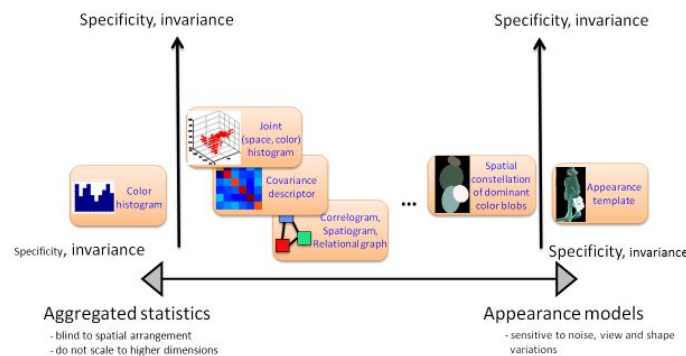 Specificity, invariance
Specificity, invariance
Joint
(space, color)
histogram
Color
histogram
Covariance
descriptor
Spatial
constellation
of dominant
color blobs
Appearance
template
...
Correlogram,
Spatiogram,
Relational graph
Specificity, invariance
Specificity, invariance
Aggregated statistics
- blind to spatial arrangement
- do not scale to higher dimensions
Appearance models
- sensitive to noise, view and shape
variations